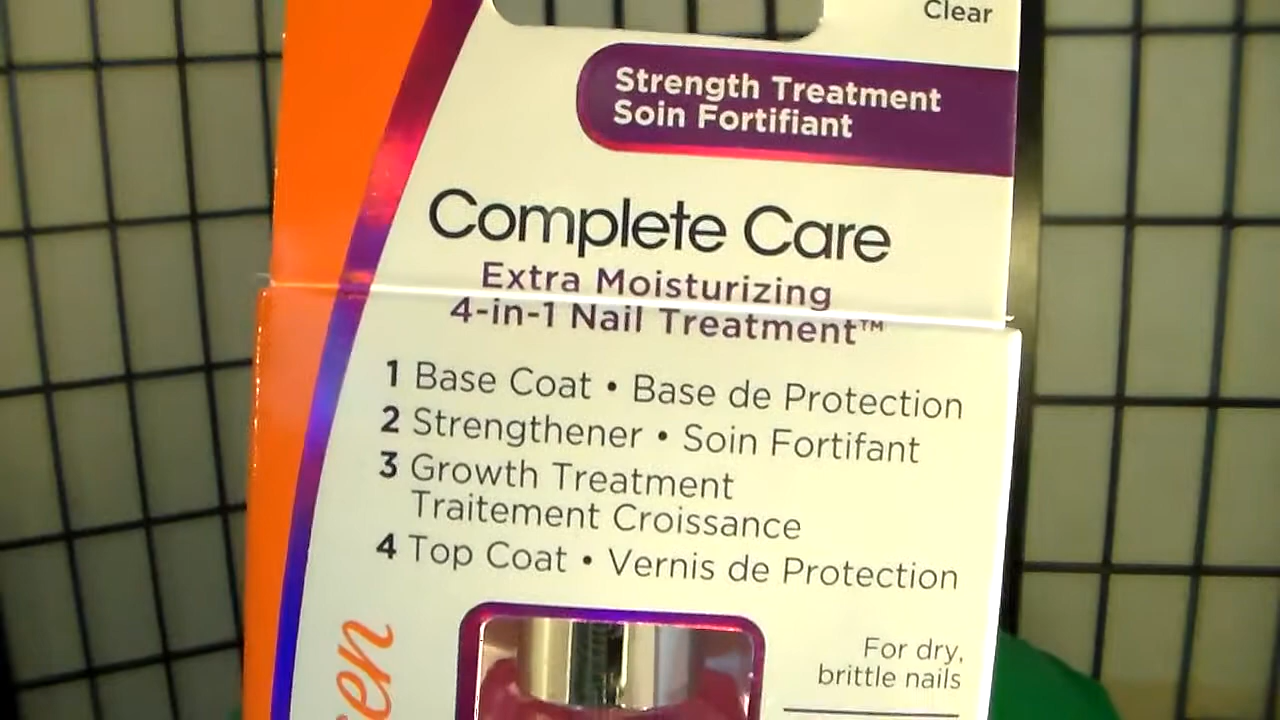 Clear
Strength Treatment
Soin Fortifiant
Complete Care
Extra Moisturizing
4-in-1 Nail Treatment™
1 Base Coat • Base de Protection
2 Strengthener • Soin Fortifant
3 Growth Treatment
Traitement Croissance
4 Top Coat • Vernis de Protection
For dry,
brittle nails